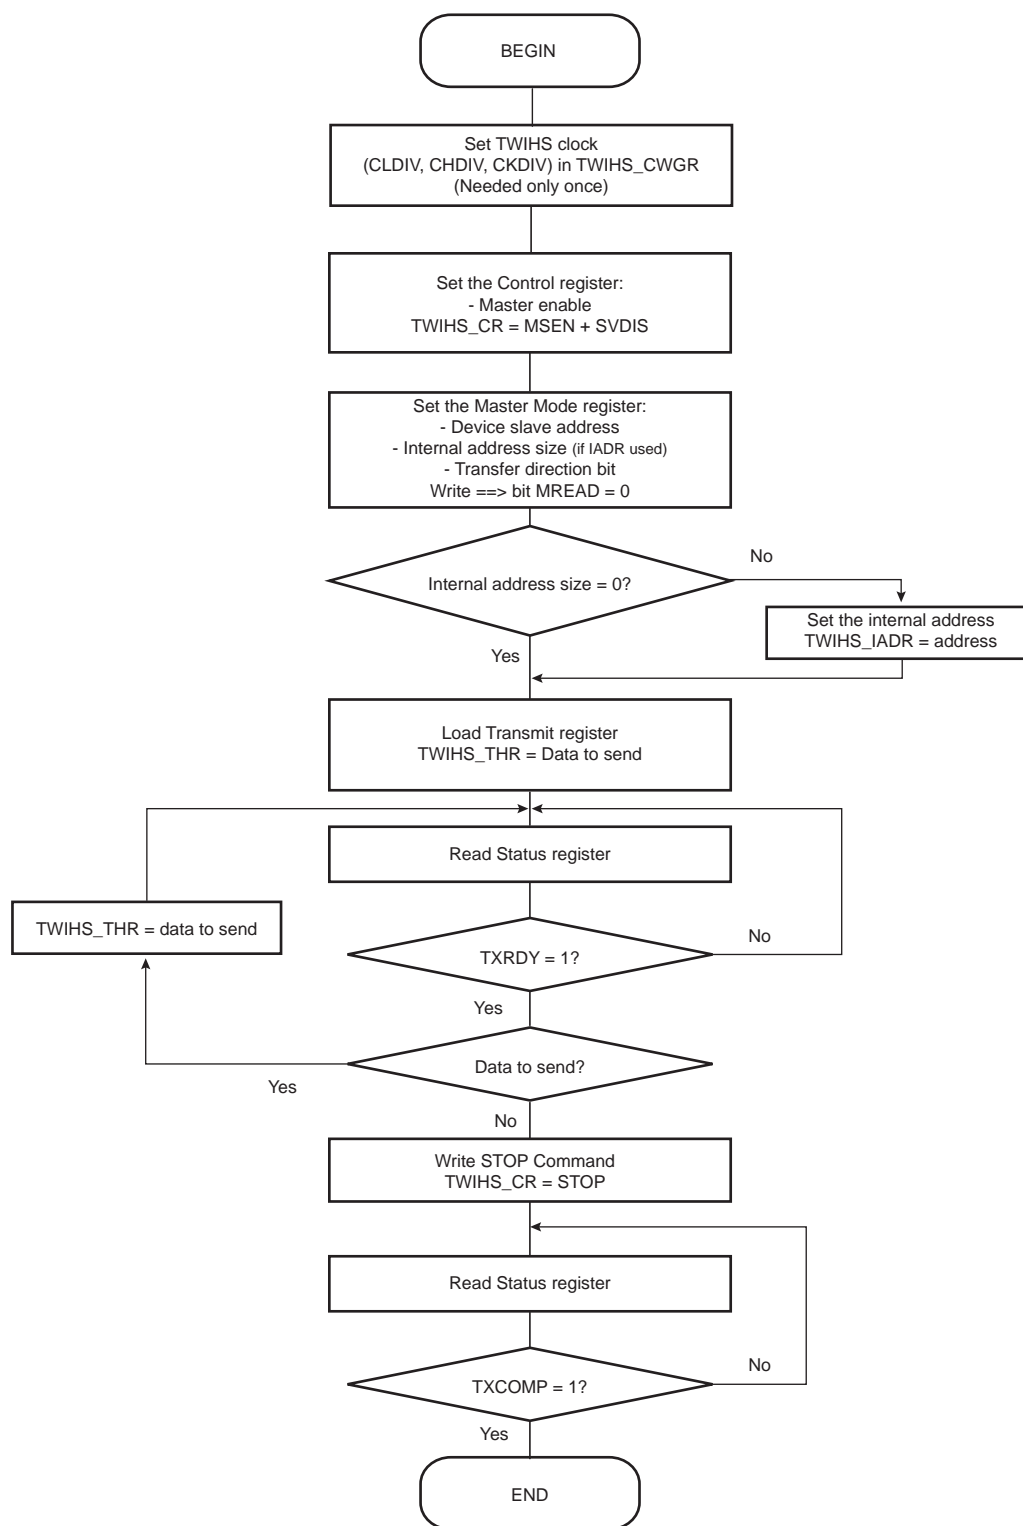 BEGIN
Set TWIHS clock
(CLDIV, CHDIV, CKDIV) in TWIHS_CWGR
(Needed only once)
Set the Control register:
- Master enable
TWIHS_CR = MSEN + SVDIS
Set the Master Mode register:
- Device slave address
- Internal address size (if IADR used)
- Transfer direction bit
Write ==> bit MREAD = 0
No
Internal address size = 0?
Set the internal address
TWIHS_IADR = address
Yes
Load Transmit register
TWIHS_THR = Data to send
Read Status register
TWIHS_THR = data to send
No
TXRDY = 1?
Yes
Data to send?
Yes
No
Write STOP Command
TWIHS_CR = STOP
Read Status register
No
TXCOMP = 1?
Yes
END